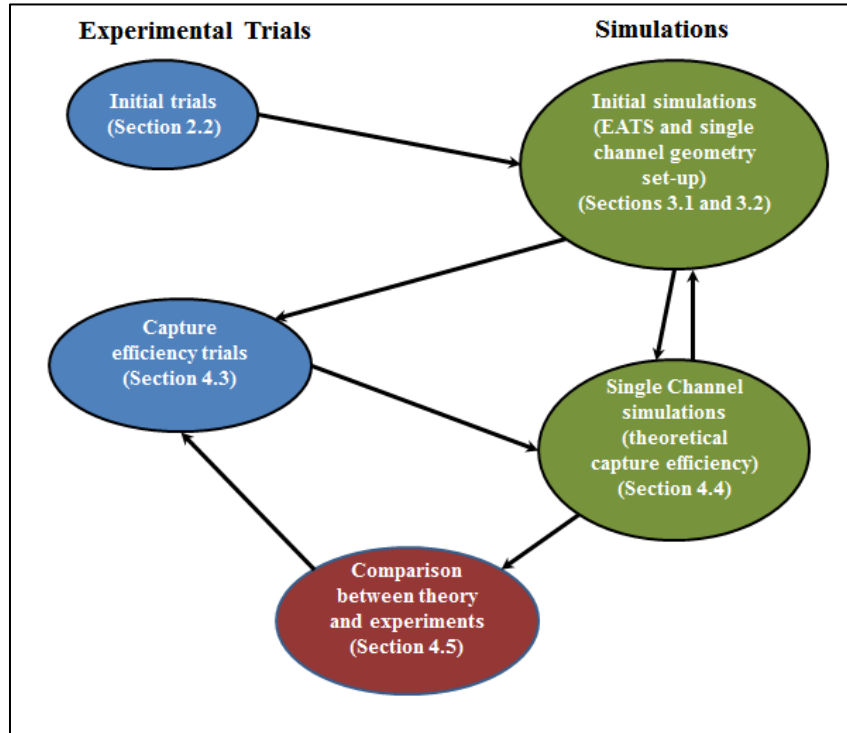 Experimental Trials
Simulations
Initial trials
(Section 2.2)
Initial simulations
(EATS and single
channel geometry
set-up)
(Sections 3.1 and 3.2)
Capture
efficiency trials
(Section 4.3)
Single Channel
simulations
(theoretical
capture efficiency)
(Section 4.4)
Comparison
between theory
and experiments
(Section 4.5)